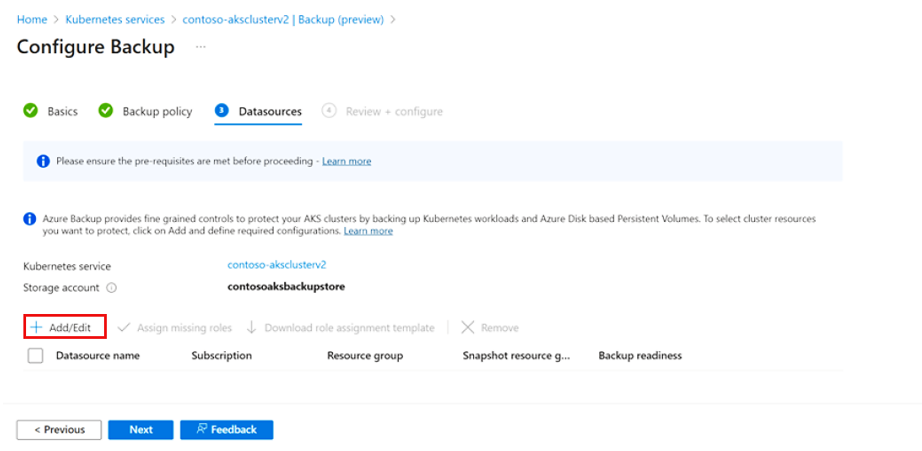 Home > Kubernetes services > contoso-aksclusterv2 | Backup (preview) >
Configure Backup ...
Basics Backup policy 3 Datasources 4 Review + configure
Please ensure the pre-requisites are met before proceeding - Learn more
Azure Backup provides fine grained controls to protect your AKS clusters by backing up Kubernetes workloads and Azure Disk based Persistent Volumes. To select cluster resources
you want to protect, click on Add and define required configurations. Learn more
Kubernetes service contoso-aksclusterv2
Storage account contosoaksbackupstore
+ Add/Edit Assign missing roles Download role assignment template Remove
Datasource name Subscription Resource group Snapshot resource g... Backup readiness
< Previous Next Feedback